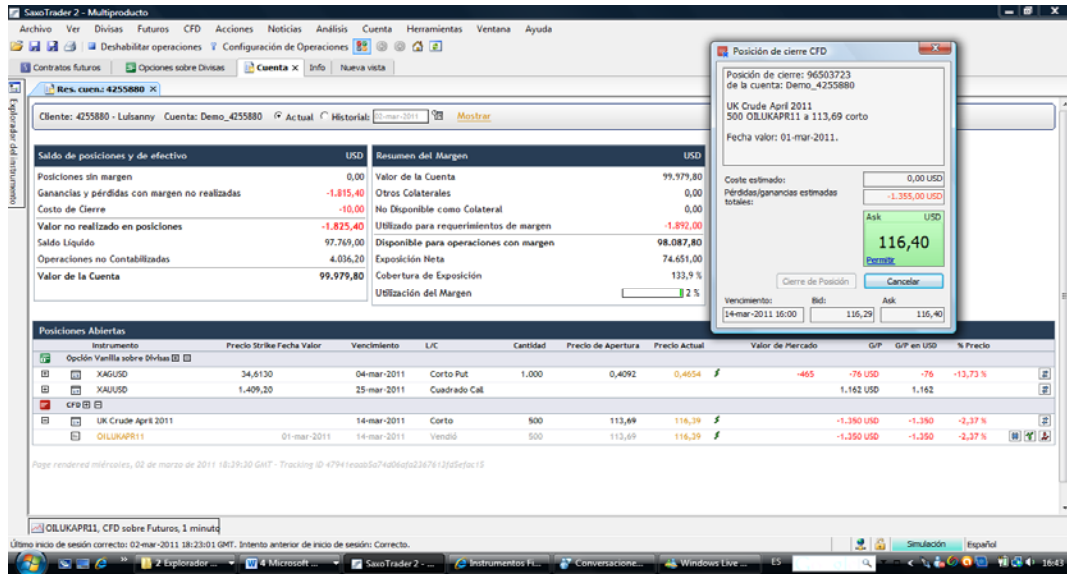 SaxoTrader 2 - Multiproducto
Archivo Ver Divisas Futuros CFD Acciones Noticias Análisis Cuenta Herramientas Ventana Ayuda
Deshabilitar operaciones Configuración de Operaciones
Contratos futuros Opciones sobre Divisas Cuenta × Info Nueva vista
Explorador del instrumento
Res. cuen.: 4255880 ×
Cliente: 4255880 - Lulsanny Cuenta: Demo_4255880 Actual Historial: 02-mar-2011 Mostrar
Saldo de posiciones y de efectivo USD
Posiciones sin margen 0,00
Ganancias y pérdidas con margen no realizadas -1.815,40
Costo de Cierre -10,00
Valor no realizado en posiciones -1.825,40
Saldo Líquido 97.769,00
Operaciones no Contabilizadas 4.036,20
Valor de la Cuenta 99.979,80
Resumen del Margen USD
Valor de la Cuenta 99.979,80
Otros Colaterales 0,00
No Disponible como Colateral 0,00
Utilizado para requerimientos de margen -1.892,00
Disponible para operaciones con margen 98.087,80
Exposición Neta 74.651,00
Cobertura de Exposición 133,9 %
Utilización del Margen 2 %
Posición de cierre CFD
Posición de cierre: 96503723
de la cuenta: Demo_4255880
UK Crude April 2011
500 OILUKAPR11 a 113,69 corto
Fecha valor: 01-mar-2011.
Coste estimado: 0,00 USD
Pérdidas/ganancias estimadas totales: -1.355,00 USD
Ask USD
116,40
Permitir
Cierre de Posición Cancelar
Vencimiento: Bid: Ask
14-mar-2011 16:00 116,29 116,40
Posiciones Abiertas
Instrumento Precio Strike Fecha Valor Vencimiento L/C Cantidad Precio de Apertura Precio Actual Valor de Mercado G/P G/P en USD % Precio
Opción Vanilla sobre Divisas
XAGUSD 34,6130 04-mar-2011 Corto Put 1.000 0,4092 0,4654 -465 -76 USD -76 -13,73 %
XAUUSD 1.409,20 25-mar-2011 Cuadrado Call 1.162 USD 1.162
CFD
UK Crude April 2011 14-mar-2011 Corto 500 113,69 116,39 -1.350 USD -1.350 -2,37 %
OILUKAPR11 01-mar-2011 14-mar-2011 Vendió 500 113,69 116,39 -1.350 USD -1.350 -2,37 %
Page rendered miércoles, 02 de marzo de 2011 18:39:30 GMT - Tracking ID
OILUKAPR11, CFD sobre Futuros, 1 minuto
Último inicio de sesión correcto: 02-mar-2011 18:23:01 GMT. Intento anterior de inicio de sesión: Correcto. Simulación Español
2 Explorador ... 4 Microsoft ... SaxoTrader 2 - ... Instrumentos Fi... Conversacione... Windows Live ... ES 16:43